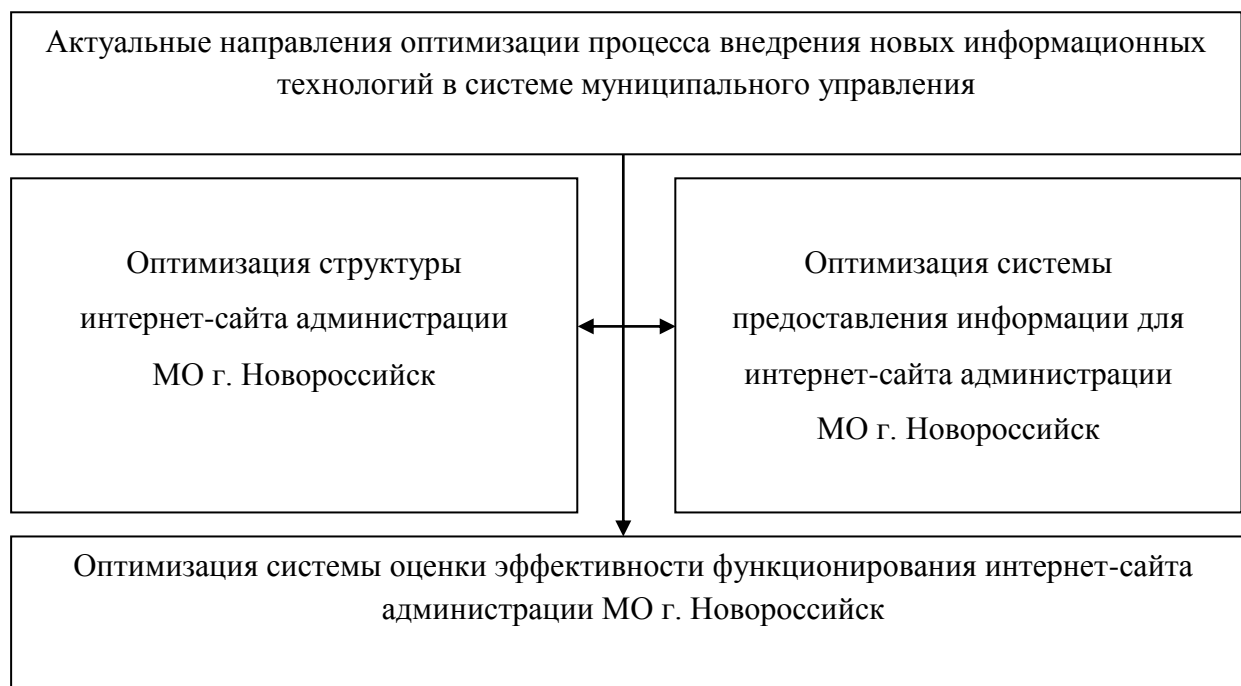 Актуальные направления оптимизации процесса внедрения новых информационных
технологий в системе муниципального управления
Оптимизация структуры
интернет-сайта администрации
МО г. Новороссийск
Оптимизация системы
предоставления информации для
интернет-сайта администрации
МО г. Новороссийск
Оптимизация системы оценки эффективности функционирования интернет-сайта
администрации МО г. Новороссийск